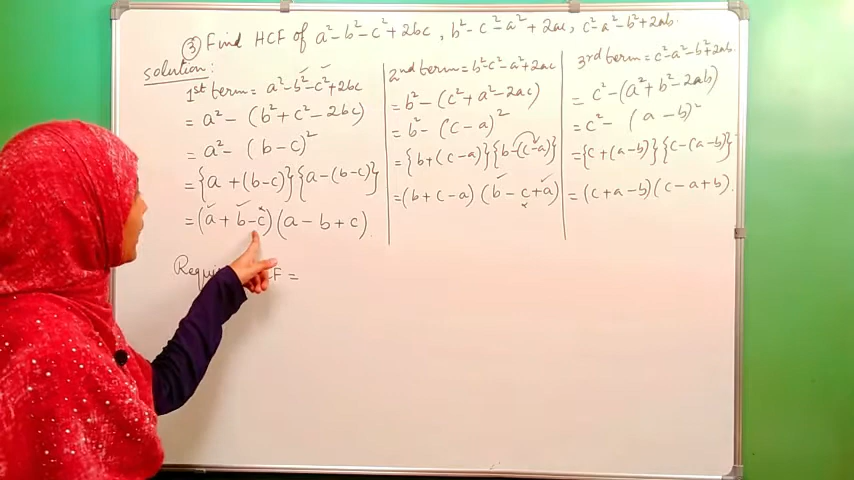 ③ Find HCF of a²-b²-c²+2bc, b²-c²-a²+2ac, c²-a²-b²+2ab.
solution:
1st term = a²-b²-c²+2bc
= a² - (b²+c²-2bc)
= a² - (b-c)²
= {a +(b-c)}{a-(b-c)}
= (a+b-c)(a-b+c).
2nd term = b²-c²-a²+2ac
= b² - (c²+a²-2ac)
= b² - (c-a)²
= {b+(c-a)}{b-(c-a)}
= (b+c-a) (b-c+a)
3rd term = c²-a²-b²+2ab.
= c² - (a²+b²-2ab)
= c² - (a-b)²
= {c+(a-b)}{c-(a-b)}
= (c+a-b)(c-a+b).
=